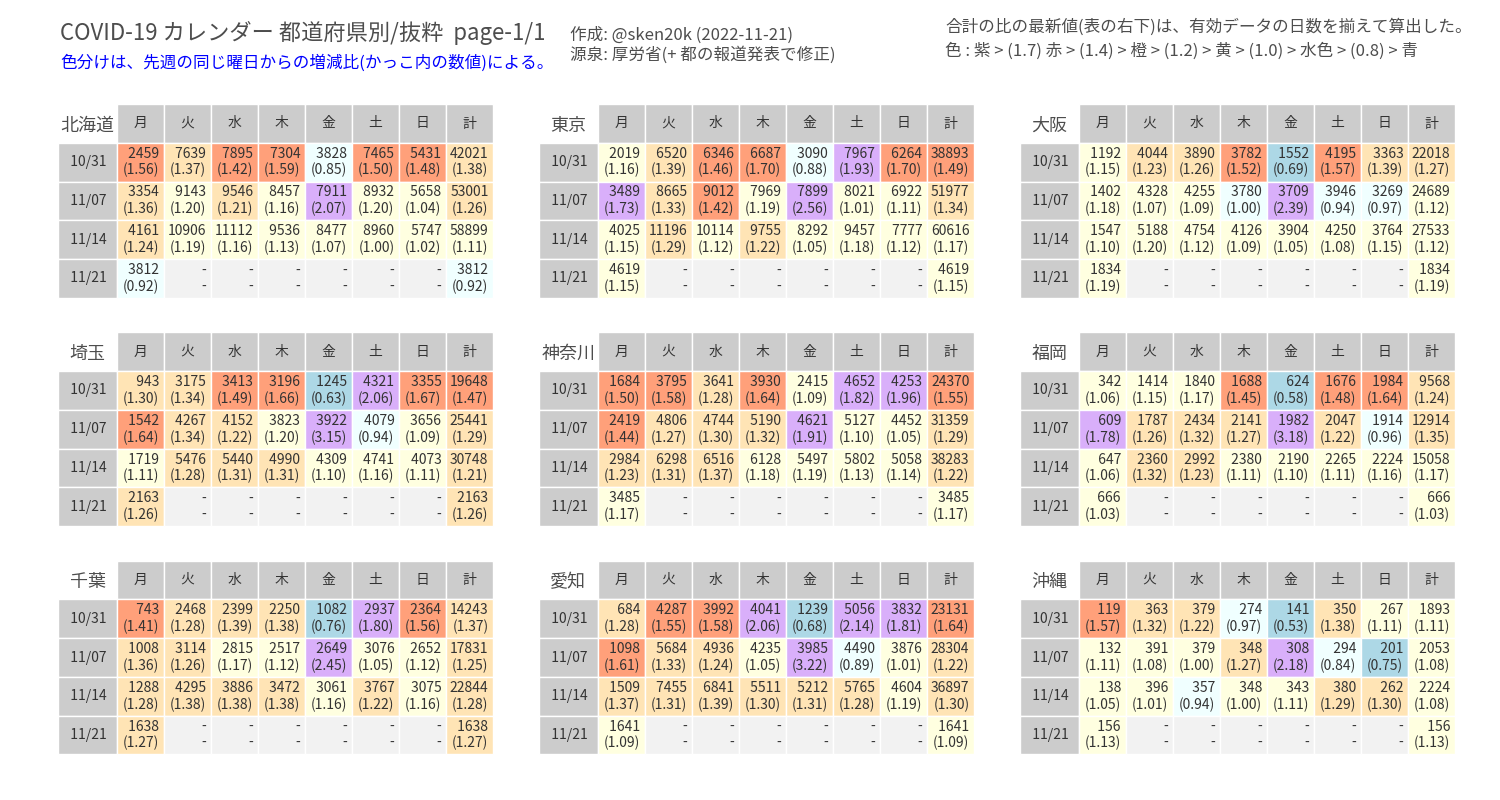 COVID-19 カレンダー 都道府県別/抜粋 page-1/1
色分けは、先週の同じ曜日からの増減比(かっこ内の数値)による。
作成: @sken20k (2022-11-21)
源泉: 厚労省(+ 都の報道発表で修正)
合計の比の最新値(表の右下)は、有効データの日数を揃えて算出した。
色 : 紫 > (1.7) 赤 > (1.4) > 橙 > (1.2) > 黄 > (1.0) > 水色 > (0.8) > 青
北海道 月 火 水 木 金 土 日 計
10/31 2459 7639 7895 7304 3828 7465 5431 42021
(1.56) (1.37) (1.42) (1.59) (0.85) (1.50) (1.48) (1.38)
11/07 3354 9143 9546 8457 7911 8932 5658 53001
(1.36) (1.20) (1.21) (1.16) (2.07) (1.20) (1.04) (1.26)
11/14 4161 10906 11112 9536 8477 8960 5747 58899
(1.24) (1.19) (1.16) (1.13) (1.07) (1.00) (1.02) (1.11)
11/21 3812 - - - - - - 3812
(0.92) - - - - - - (0.92)
東京 月 火 水 木 金 土 日 計
10/31 2019 6520 6346 6687 3090 7967 6264 38893
(1.16) (1.39) (1.46) (1.70) (0.88) (1.93) (1.70) (1.49)
11/07 3489 8665 9012 7969 7899 8021 6922 51977
(1.73) (1.33) (1.42) (1.19) (2.56) (1.01) (1.11) (1.34)
11/14 4025 11196 10114 9755 8292 9457 7777 60616
(1.15) (1.29) (1.12) (1.22) (1.05) (1.18) (1.12) (1.17)
11/21 4619 - - - - - - 4619
(1.15) - - - - - - (1.15)
大阪 月 火 水 木 金 土 日 計
10/31 1192 4044 3890 3782 1552 4195 3363 22018
(1.15) (1.23) (1.26) (1.52) (0.69) (1.57) (1.39) (1.27)
11/07 1402 4328 4255 3780 3709 3946 3269 24689
(1.18) (1.07) (1.09) (1.00) (2.39) (0.94) (0.97) (1.12)
11/14 1547 5188 4754 4126 3904 4250 3764 27533
(1.10) (1.20) (1.12) (1.09) (1.05) (1.08) (1.15) (1.12)
11/21 1834 - - - - - - 1834
(1.19) - - - - - - (1.19)
埼玉 月 火 水 木 金 土 日 計
10/31 943 3175 3413 3196 1245 4321 3355 19648
(1.30) (1.34) (1.49) (1.66) (0.63) (2.06) (1.67) (1.47)
11/07 1542 4267 4152 3823 3922 4079 3656 25441
(1.64) (1.34) (1.22) (1.20) (3.15) (0.94) (1.09) (1.29)
11/14 1719 5476 5440 4990 4309 4741 4073 30748
(1.11) (1.28) (1.31) (1.31) (1.10) (1.16) (1.11) (1.21)
11/21 2163 - - - - - - 2163
(1.26) - - - - - - (1.26)
神奈川 月 火 水 木 金 土 日 計
10/31 1684 3795 3641 3930 2415 4652 4253 24370
(1.50) (1.58) (1.28) (1.64) (1.09) (1.82) (1.96) (1.55)
11/07 2419 4806 4744 5190 4621 5127 4452 31359
(1.44) (1.27) (1.30) (1.32) (1.91) (1.10) (1.05) (1.29)
11/14 2984 6298 6516 6128 5497 5802 5058 38283
(1.23) (1.31) (1.37) (1.18) (1.19) (1.13) (1.14) (1.22)
11/21 3485 - - - - - - 3485
(1.17) - - - - - - (1.17)
福岡 月 火 水 木 金 土 日 計
10/31 342 1414 1840 1688 624 1676 1984 9568
(1.06) (1.15) (1.17) (1.45) (0.58) (1.48) (1.64) (1.24)
11/07 609 1787 2434 2141 1982 2047 1914 12914
(1.78) (1.26) (1.32) (1.27) (3.18) (1.22) (0.96) (1.35)
11/14 647 2360 2992 2380 2190 2265 2224 15058
(1.06) (1.32) (1.23) (1.11) (1.10) (1.11) (1.16) (1.17)
11/21 666 - - - - - - 666
(1.03) - - - - - - (1.03)
千葉 月 火 水 木 金 土 日 計
10/31 743 2468 2399 2250 1082 2937 2364 14243
(1.41) (1.28) (1.39) (1.38) (0.76) (1.80) (1.56) (1.37)
11/07 1008 3114 2815 2517 2649 3076 2652 17831
(1.36) (1.26) (1.17) (1.12) (2.45) (1.05) (1.12) (1.25)
11/14 1288 4295 3886 3472 3061 3767 3075 22844
(1.28) (1.38) (1.38) (1.38) (1.16) (1.22) (1.16) (1.28)
11/21 1638 - - - - - - 1638
(1.27) - - - - - - (1.27)
愛知 月 火 水 木 金 土 日 計
10/31 684 4287 3992 4041 1239 5056 3832 23131
(1.28) (1.55) (1.58) (2.06) (0.68) (2.14) (1.81) (1.64)
11/07 1098 5684 4936 4235 3985 4490 3876 28304
(1.61) (1.33) (1.24) (1.05) (3.22) (0.89) (1.01) (1.22)
11/14 1509 7455 6841 5511 5212 5765 4604 36897
(1.37) (1.31) (1.39) (1.30) (1.31) (1.28) (1.19) (1.30)
11/21 1641 - - - - - - 1641
(1.09) - - - - - - (1.09)
沖縄 月 火 水 木 金 土 日 計
10/31 119 363 379 274 141 350 267 1893
(1.57) (1.32) (1.22) (0.97) (0.53) (1.38) (1.11) (1.11)
11/07 132 391 379 348 308 294 201 2053
(1.11) (1.08) (1.00) (1.27) (2.18) (0.84) (0.75) (1.08)
11/14 138 396 357 348 343 380 262 2224
(1.05) (1.01) (0.94) (1.00) (1.11) (1.29) (1.30) (1.08)
11/21 156 - - - - - - 156
(1.13) - - - - - - (1.13)